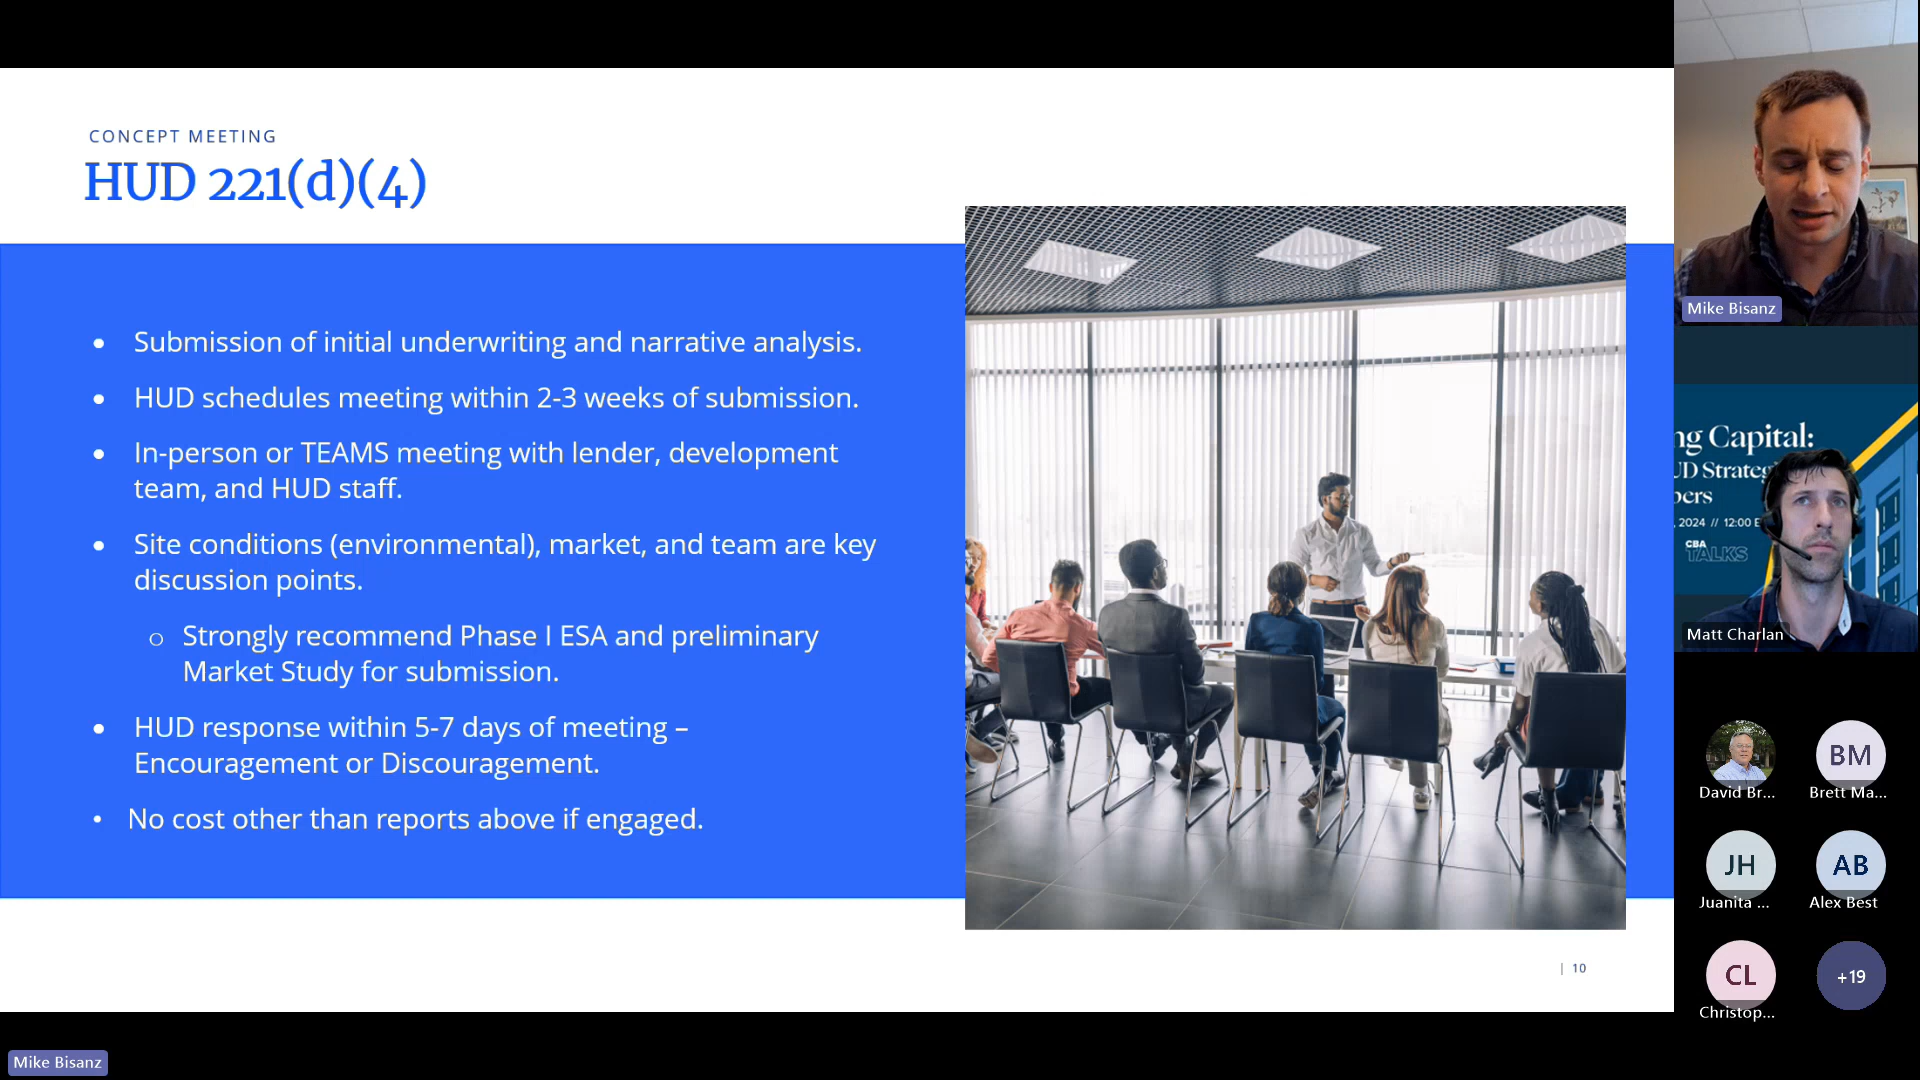 CONCEPT MEETING
HUD 221(d)(4)
• Submission of initial underwriting and narrative analysis.
• HUD schedules meeting within 2-3 weeks of submission.
• In-person or TEAMS meeting with lender, development
team, and HUD staff.
• Site conditions (environmental), market, and team are key
discussion points.
o Strongly recommend Phase I ESA and preliminary
Market Study for submission.
• HUD response within 5-7 days of meeting –
Encouragement or Discouragement.
• No cost other than reports above if engaged.
| 10
Mike Bisanz
Mike Bisanz
ng Capital:
UD Strateg
pers
, 2024 // 12:00 E
CBA
TALKS
Matt Charlan
David Br...
BM
Brett Ma...
JH
Juanita ...
AB
Alex Best
CL
Christop...
+19